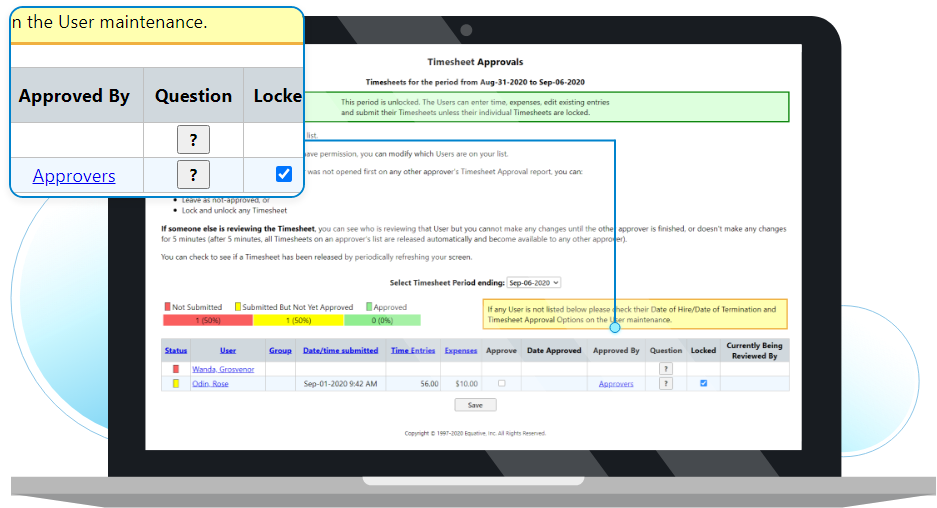 n the User maintenance.
Approved By Question Locke
?
Approvers ?
Timesheet Approvals
Timesheets for the period from Aug-31-2020 to Sep-06-2020
This period is unlocked. The Users can enter time, expenses, edit existing entries
and submit their Timesheets unless their individual Timesheets are locked.
list.
have permission, you can modify which Users are on your list.
was not opened first on any other approver's Timesheet Approval report, you can:
• Leave as not-approved, or
• Lock and unlock any Timesheet
If someone else is reviewing the Timesheet, you can see who is reviewing that User but you cannot make any changes until the other approver is finished, or doesn't make any changes
for 5 minutes (after 5 minutes, all Timesheets on an approver's list are released automatically and become available to any other approver).
You can check to see if a Timesheet has been released by periodically refreshing your screen.
Select Timesheet Period ending: Sep-06-2020
Not Submitted Submitted But Not Yet Approved Approved
1 (50%) 1 (50%) 0 (0%)
If any User is not listed below please check their Date of Hire/Date of Termination and
Timesheet Approval Options on the User maintenance.
Status User Group Date/time submitted Time Entries Expenses Approve Date Approved Approved By Question Locked Currently Being
Reviewed By
Wanda, Grosvenor ?
Odin, Rose Sep-01-2020 9:42 AM 56.00 $10.00 Approvers ?
Save
Copyright © 1997-2020 Equative, Inc. All Rights Reserved.